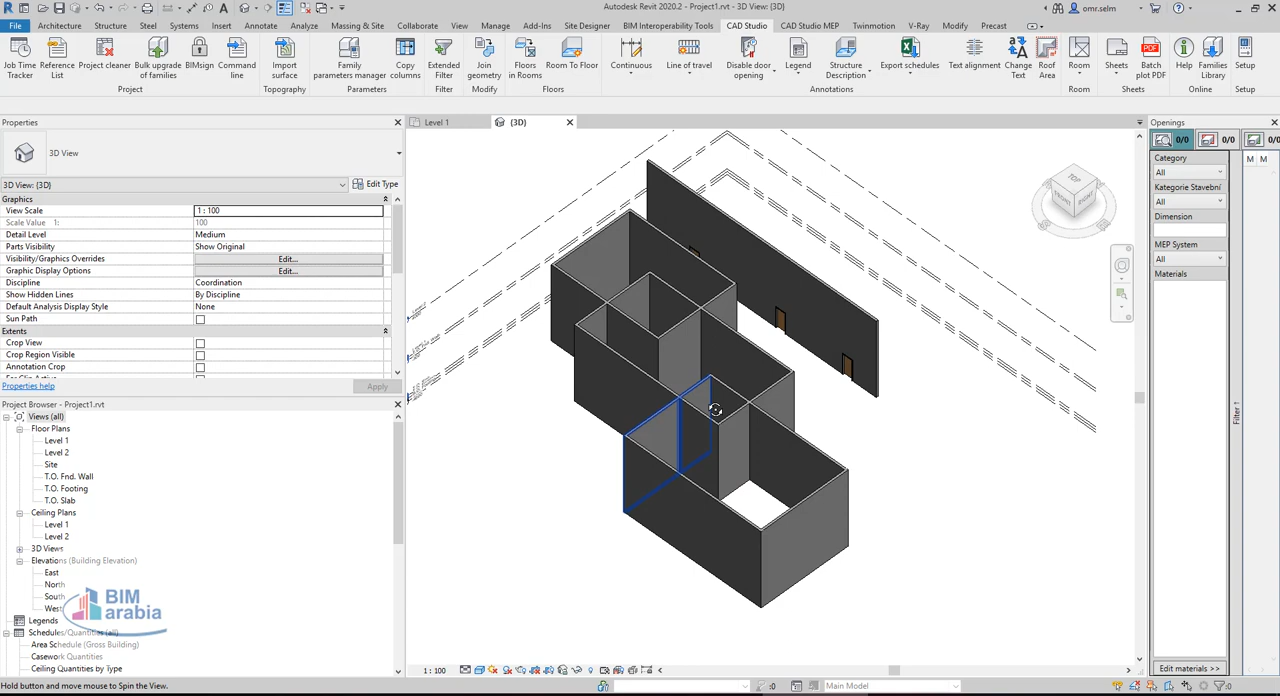 Autodesk Revit 2020.2 - Project1.rvt - 3D View: {3D}
omr.selm
File Architecture Structure Steel Systems Insert Annotate Analyze Massing & Site Collaborate View Manage Add-Ins Site Designer BIM Interoperability Tools CAD Studio CAD Studio MEP Twinmotion V-Ray Modify Precast
Job Time Tracker
Reference List
Project cleaner
Bulk upgrade of families
BIMsign
Command line
Import surface
Family parameters manager
Copy columns
Extended Filter
Join geometry
Floors in Rooms
Room To Floor
Continuous
Line of travel
Disable door opening
Legend
Structure Description
Export schedules
Text alignment
Change Text
Roof Area
Room
Sheets
Batch plot PDF
Help
Families Library
Setup
Project Topography Parameters Filter Modify Floors Annotations Room Sheets Online Setup
Properties
Level 1
{3D}
3D View
3D View: {3D}
Edit Type
Graphics
View Scale 1 : 100
Scale Value 1: 100
Detail Level Medium
Parts Visibility Show Original
Visibility/Graphics Overrides Edit...
Graphic Display Options Edit...
Discipline Coordination
Show Hidden Lines By Discipline
Default Analysis Display Style None
Sun Path
Extents
Crop View
Crop Region Visible
Annotation Crop
Properties help
Apply
Project Browser - Project1.rvt
Views (all)
Floor Plans
Level 1
Level 2
Site
T.O. Fnd. Wall
T.O. Footing
T.O. Slab
Ceiling Plans
Level 1
Level 2
3D Views
Elevations (Building Elevation)
East
North
South
West
Legends
Schedules/Quantities (all)
Area Schedule (Gross Building)
Casework Quantities
Ceiling Quantities by Type
BIM
arabia
TOP
FRONT
RIGHT
Openings
0/0 0/0 0/0
Category
All
Kategorie Stavební
All
Dimension
MEP System
All
Materials
M M
Filter
Edit materials >>
1 : 100
Hold button and move mouse to Spin the View.
:0
Main Model
:0